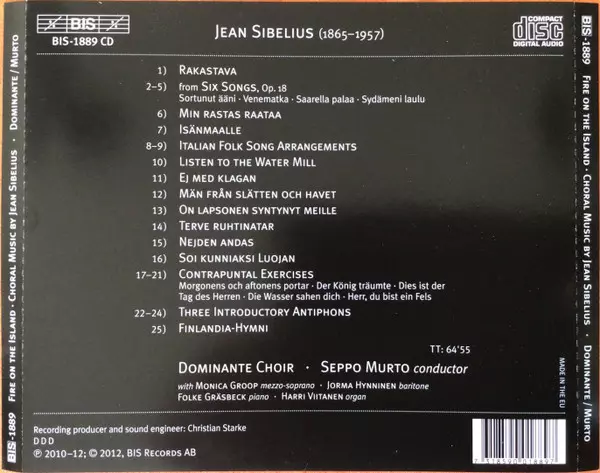 BIS
BIS-1889 CD
JEAN SIBELIUS (1865–1957)
COMPACT
disc
DIGITAL AUDIO
1) RAKASTAVA
2–5) from SIX SONGS, Op. 18
Sortunut ääni · Venematka · Saarella palaa · Sydämeni laulu
6) MIN RASTAS RAATAA
7) ISÄNMAALLE
8–9) ITALIAN FOLK SONG ARRANGEMENTS
10) LISTEN TO THE WATER MILL
11) EJ MED KLAGAN
12) MÄN FRÅN SLÄTTEN OCH HAVET
13) ON LAPSONEN SYNTYNYT MEILLE
14) TERVE RUHTINATAR
15) NEJDEN ANDAS
16) SOI KUNNIAKSI LUOJAN
17–21) CONTRAPUNTAL EXERCISES
Morgonens och aftonens portar · Der König träumte · Dies ist der
Tag des Herren · Die Wasser sahen dich · Herr, du bist ein Fels
22–24) THREE INTRODUCTORY ANTIPHONS
25) FINLANDIA-HYMNI
TT: 64'55
DOMINANTE CHOIR · SEPPO MURTO conductor
with MONICA GROOP mezzo-soprano · JORMA HYNNINEN baritone
FOLKE GRÄSBECK piano · HARRI VIITANEN organ
Recording producer and sound engineer: Christian Starke
DDD
℗ 2010–12; © 2012, BIS RECORDS AB
MADE IN THE EU
7 318590 018897
BIS-1889 FIRE ON THE ISLAND · CHORAL MUSIC BY JEAN SIBELIUS · DOMINANTE / MURTO
BIS-1889 FIRE ON THE ISLAND · CHORAL MUSIC BY JEAN SIBELIUS · DOMINANTE / MURTO